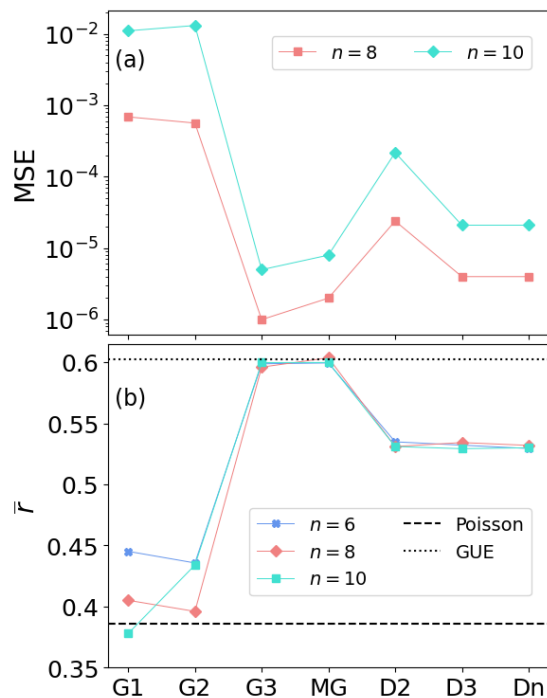 10⁻²
(a)
n = 8
n = 10
10⁻³
MSE
10⁻⁴
10⁻⁵
10⁻⁶
0.6
(b)
0.55
r̅
0.5
n = 6
Poisson
n = 8
GUE
n = 10
0.45
0.4
0.35
G1 G2 G3 MG D2 D3 Dn